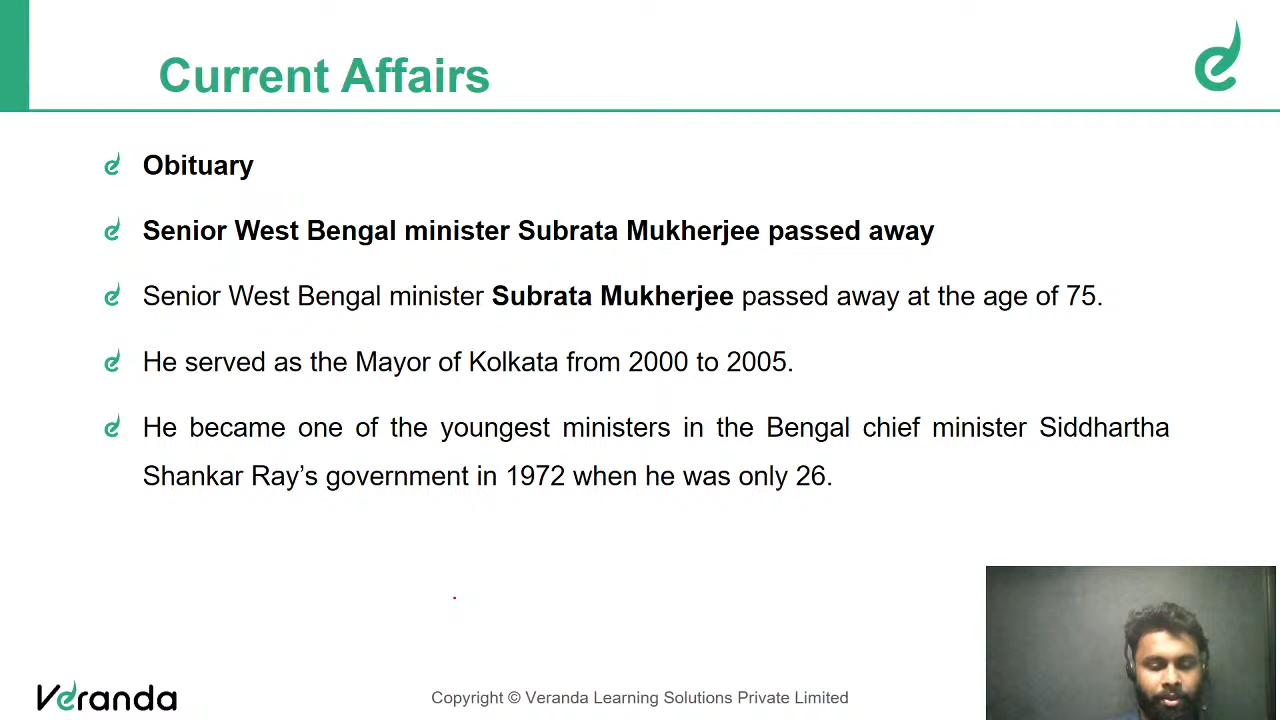 Current Affairs
Obituary
Senior West Bengal minister Subrata Mukherjee passed away
Senior West Bengal minister Subrata Mukherjee passed away at the age of 75.
He served as the Mayor of Kolkata from 2000 to 2005.
He became one of the youngest ministers in the Bengal chief minister Siddhartha
Shankar Ray’s government in 1972 when he was only 26.
Veranda
Copyright © Veranda Learning Solutions Private Limited